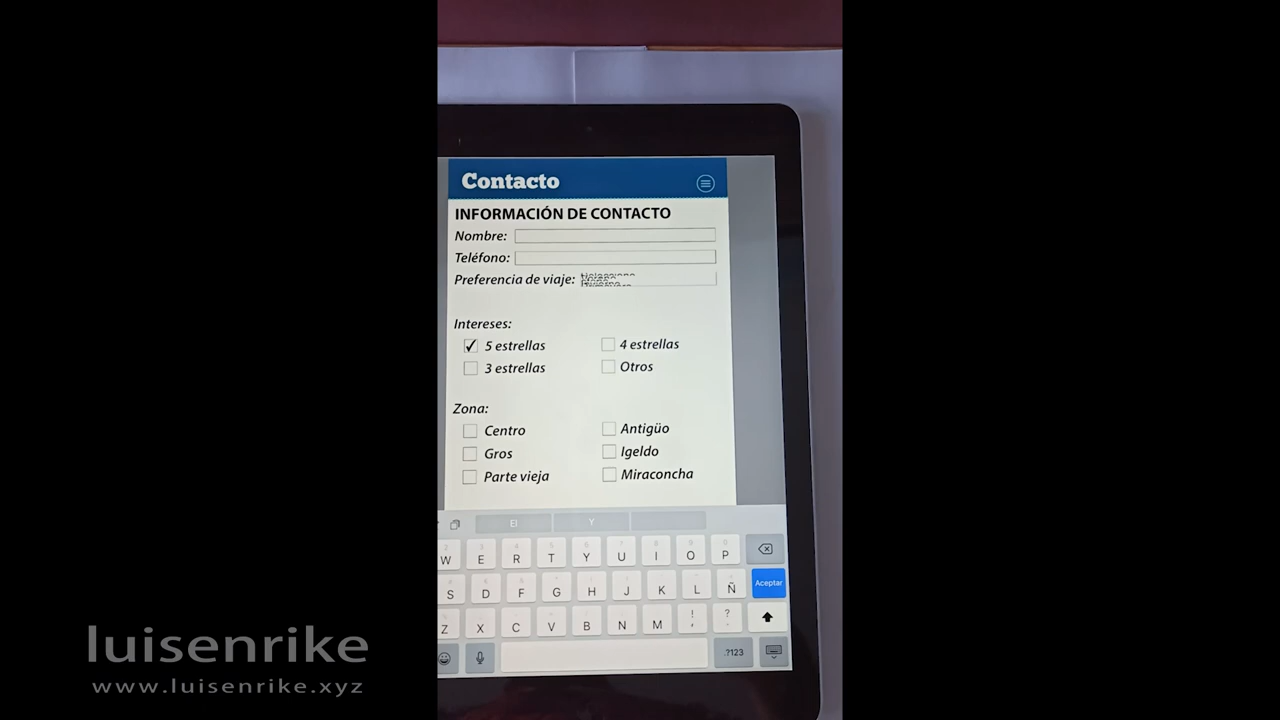 Contacto
INFORMACIÓN DE CONTACTO
Nombre:
Teléfono:
Preferencia de viaje:
Intereses:
5 estrellas 4 estrellas
3 estrellas Otros
Zona:
Centro Antigüo
Gros Igeldo
Parte vieja Miraconcha
El Y
W E R T Y U I O P
S D F G H J K L Ñ Aceptar
Z X C V B N M ! , ? .
.?123
luisenrike
www.luisenrike.xyz